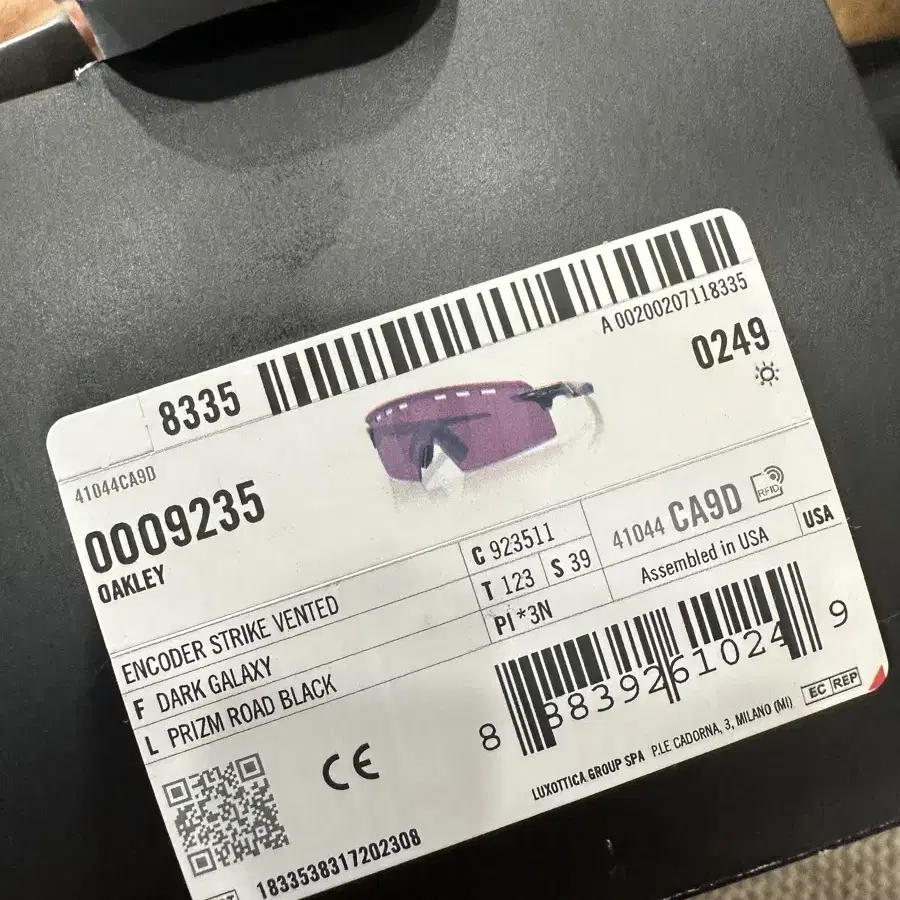 8335
A 00200207118335
0249
41044CA9D
0009235
OAKLEY
41044 CA9D
RFID
C 923511
T 123
S 39
Assembled in USA
USA
ENCODER STRIKE VENTED
PI*3N
F DARK GALAXY
L PRIZM ROAD BLACK
8 883926 1024 9
CE
LUXOTTICA GROUP SPA P.LE CADORNA, 3, MILANO (MI)
EC REP
1833538317202308